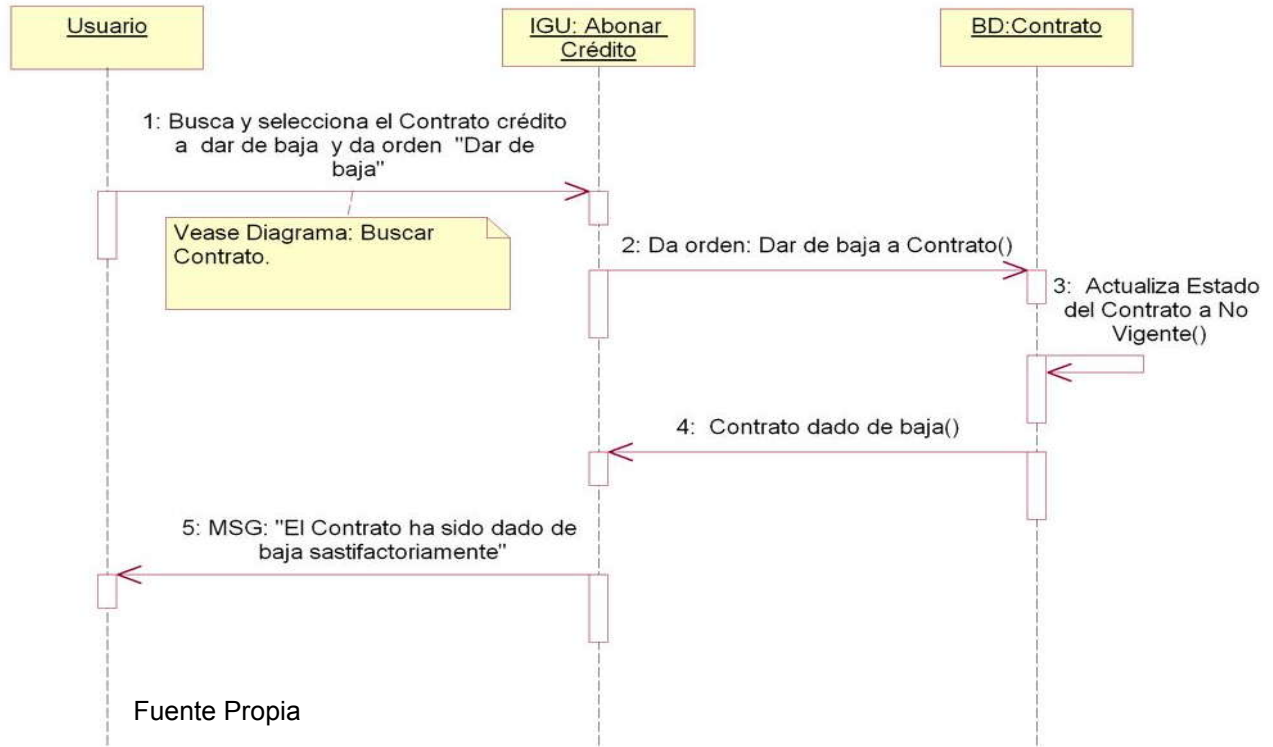 Usuario
IGU: Abonar
Crédito
BD:Contrato
1: Busca y selecciona el Contrato crédito
a dar de baja y da orden "Dar de
baja"
Vease Diagrama: Buscar
Contrato.
2: Da orden: Dar de baja a Contrato()
3: Actualiza Estado
del Contrato a No
Vigente()
4: Contrato dado de baja()
5: MSG: "El Contrato ha sido dado de
baja sastifactoriamente"
Fuente Propia